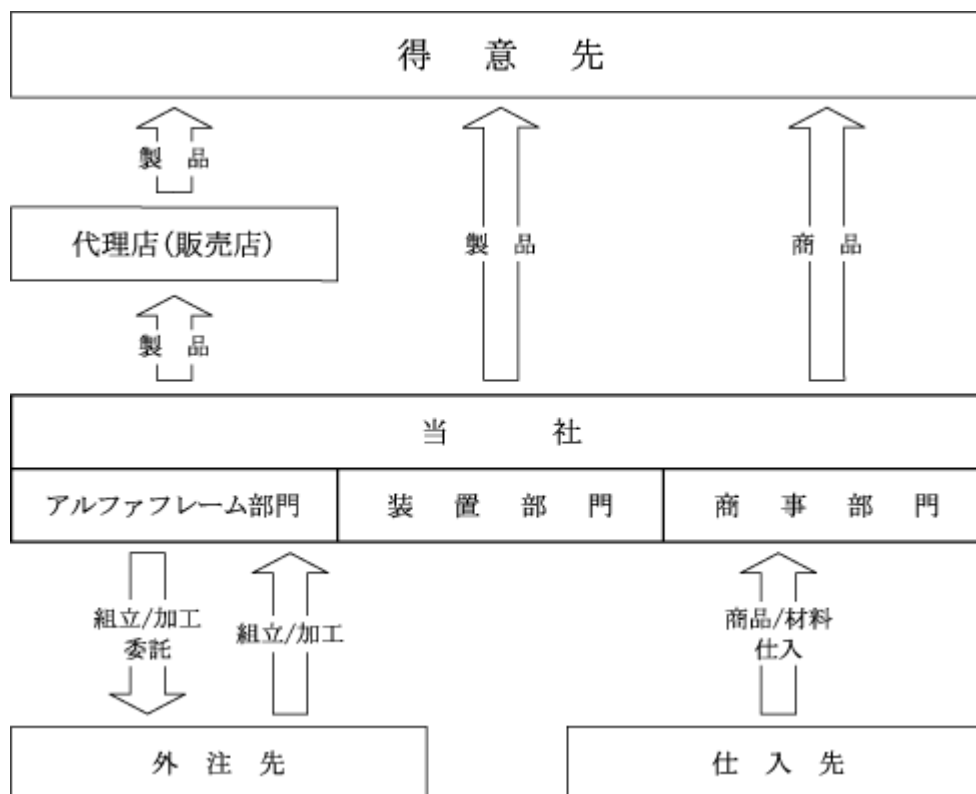 得意先
製品
代理店(販売店)
製品
商品
製品
当社
アルファフレーム部門
装置部門
商事部門
組立/加工
委託
組立/加工
商品/材料
仕入
外注先
仕入先